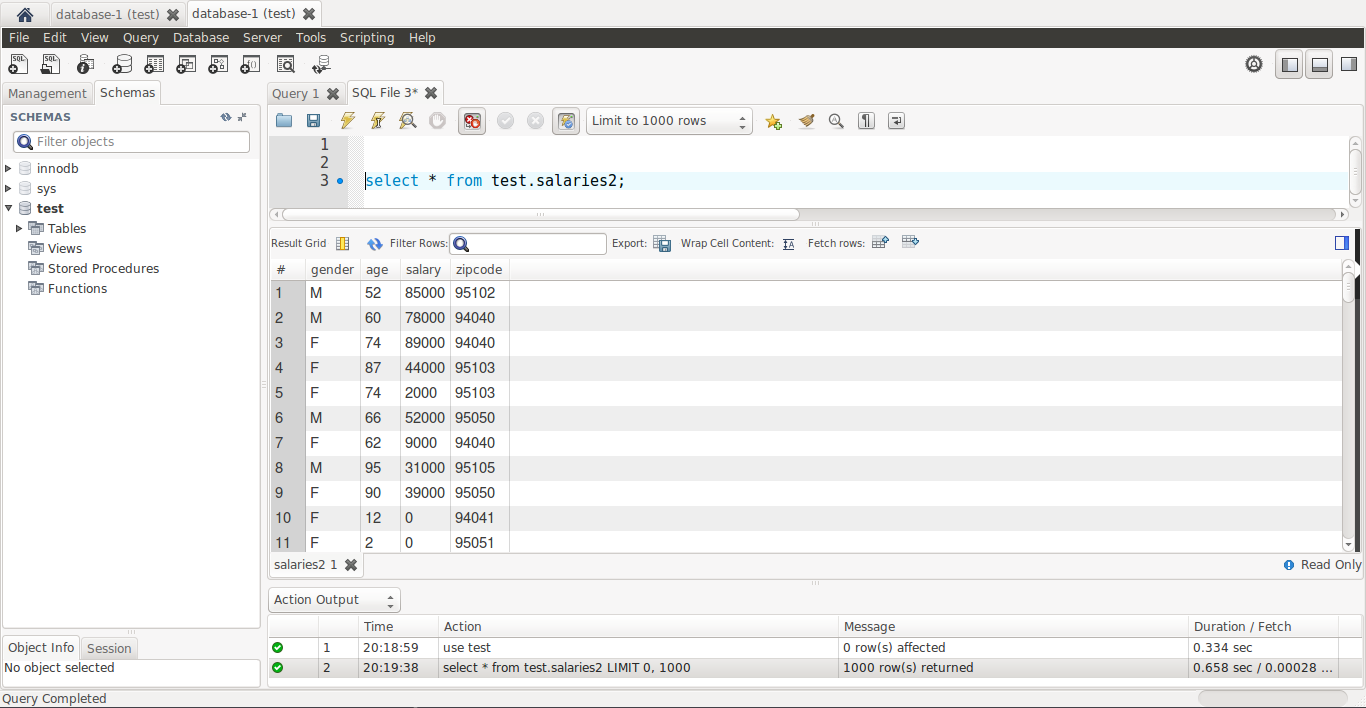 database-1 (test) database-1 (test)
File Edit View Query Database Server Tools Scripting Help
Management Schemas Query 1 SQL File 3*
SCHEMAS
Filter objects
innodb
sys
test
Tables
Views
Stored Procedures
Functions
Limit to 1000 rows
1
2
3 select * from test.salaries2;
Result Grid Filter Rows: Export: Wrap Cell Content: Fetch rows:
# gender age salary zipcode
1 M 52 85000 95102
2 M 60 78000 94040
3 F 74 89000 94040
4 F 87 44000 95103
5 F 74 2000 95103
6 M 66 52000 95050
7 F 62 9000 94040
8 M 95 31000 95105
9 F 90 39000 95050
10 F 12 0 94041
11 F 2 0 95051
salaries2 1 Read Only
Action Output
Time Action Message Duration / Fetch
1 20:18:59 use test 0 row(s) affected 0.334 sec
2 20:19:38 select * from test.salaries2 LIMIT 0, 1000 1000 row(s) returned 0.658 sec / 0.00028 ...
Object Info Session
No object selected
Query Completed